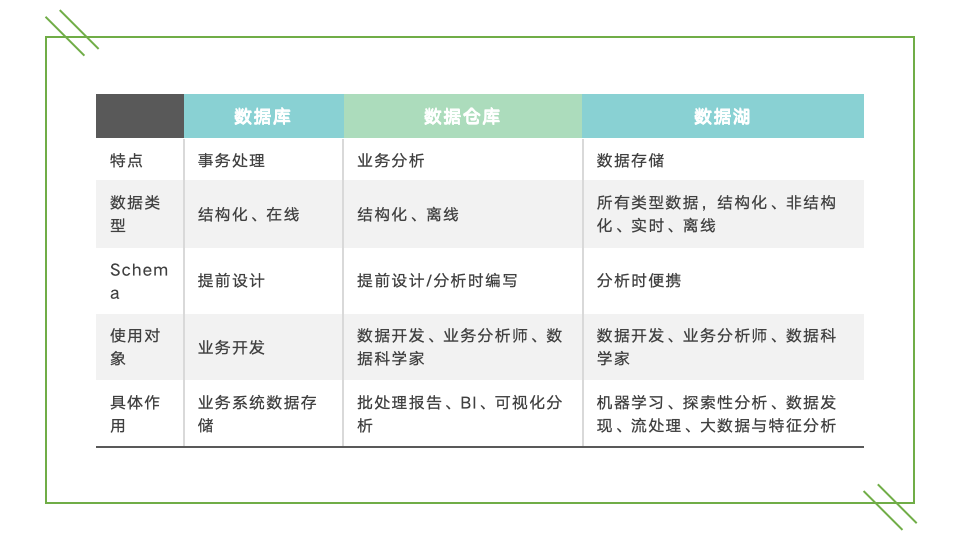 数据库 数据仓库 数据湖
特点 事务处理 业务分析 数据存储
数据类
型
结构化、在线
结构化、离线
所有类型数据，结构化、非结构
化、实时、离线
Schem
a
提前设计
提前设计/分析时编写
分析时便携
使用对
象
业务开发
数据开发、业务分析师、数
据科学家
数据开发、业务分析师、数据科
学家
具体作
用
业务系统数据存
储
批处理报告、BI、可视化分
析
机器学习、探索性分析、数据发
现、流处理、大数据与特征分析